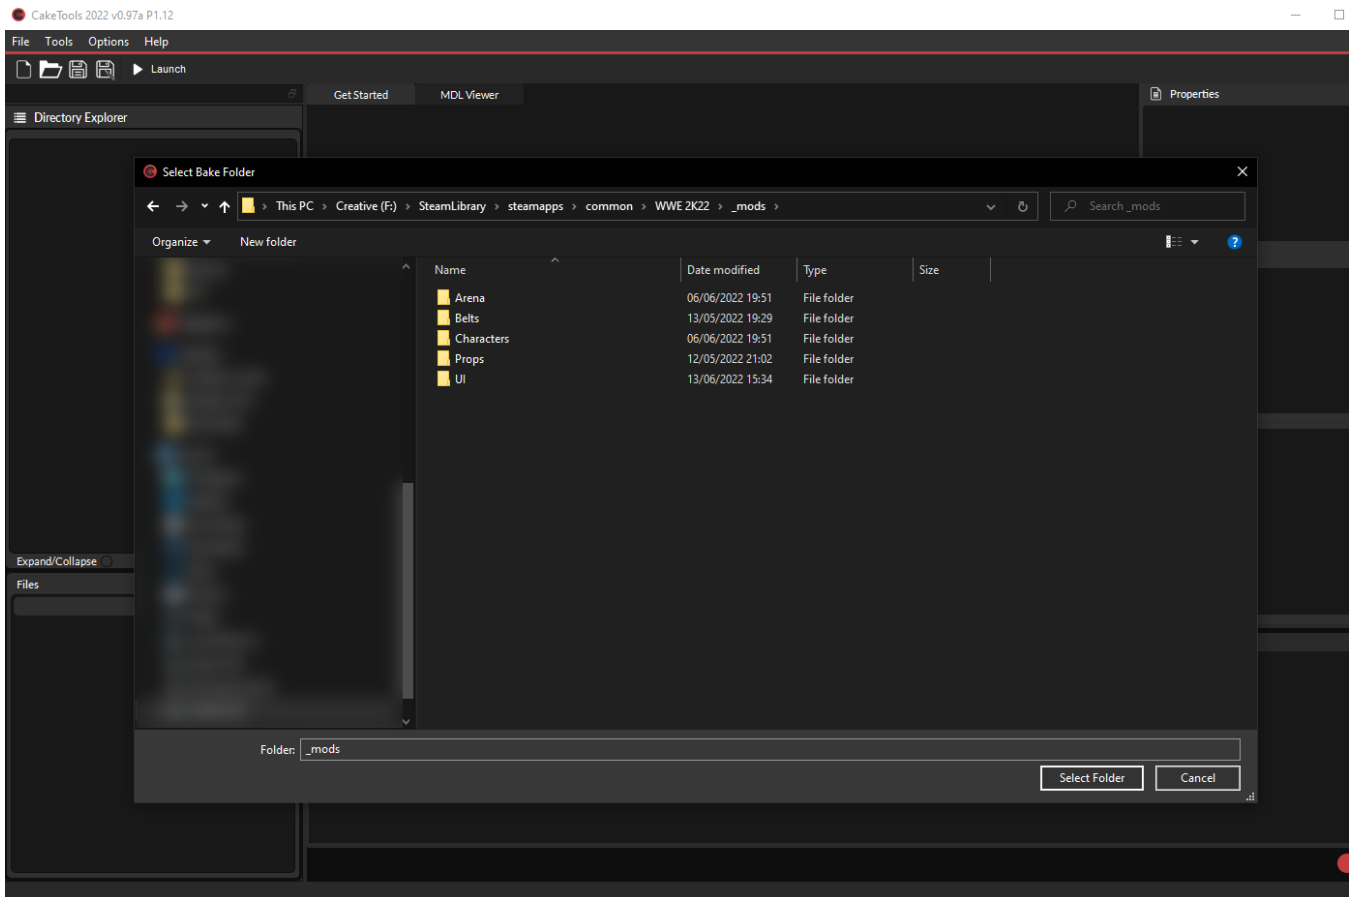 CakeTools 2022 v0.97a P1.12
File Tools Options Help
Launch
Get Started MDL Viewer
Properties
Directory Explorer
Select Bake Folder
This PC > Creative (F:) > SteamLibrary > steamapps > common > WWE 2K22 > _mods >
Search _mods
Organize New folder
?
Name Date modified Type Size
Arena 06/06/2022 19:51 File folder
Belts 13/05/2022 19:29 File folder
Characters 06/06/2022 19:51 File folder
Props 12/05/2022 21:02 File folder
UI 13/06/2022 15:34 File folder
Expand/Collapse
Files
Folder: _mods
Select Folder Cancel